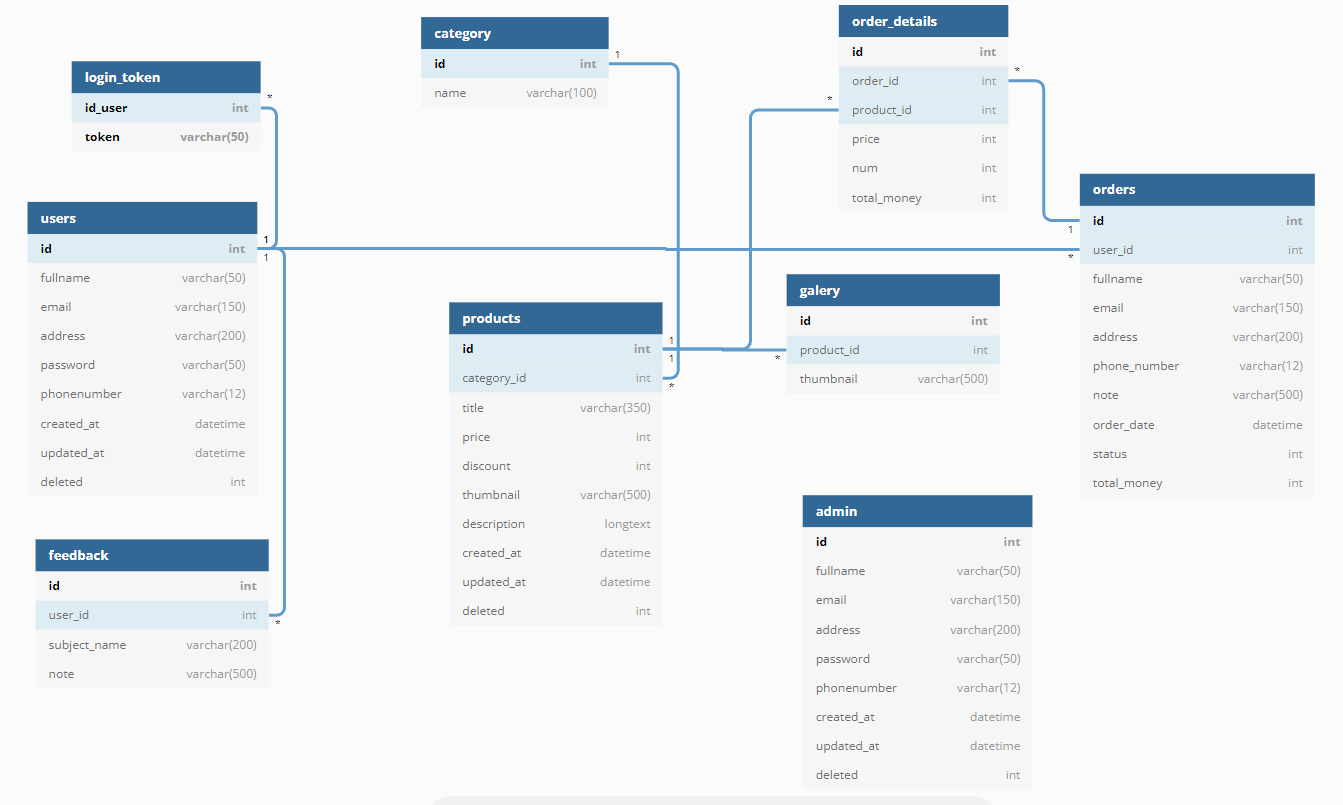 login_token
id_user int
token varchar(50)
users
id int
fullname varchar(50)
email varchar(150)
address varchar(200)
password varchar(50)
phonenumber varchar(12)
created_at datetime
updated_at datetime
deleted int
feedback
id int
user_id int
subject_name varchar(200)
note varchar(500)
category
id int
name varchar(100)
products
id int
category_id int
title varchar(350)
price int
discount int
thumbnail varchar(500)
description longtext
created_at datetime
updated_at datetime
deleted int
order_details
id int
order_id int
product_id int
price int
num int
total_money int
galery
id int
product_id int
thumbnail varchar(500)
admin
id int
fullname varchar(50)
email varchar(150)
address varchar(200)
password varchar(50)
phonenumber varchar(12)
created_at datetime
updated_at datetime
deleted int
orders
id int
user_id int
fullname varchar(50)
email varchar(150)
address varchar(200)
phone_number varchar(12)
note varchar(500)
order_date datetime
status int
total_money int
*
1
1
*
1
1
1
*
*
*
*
1
*